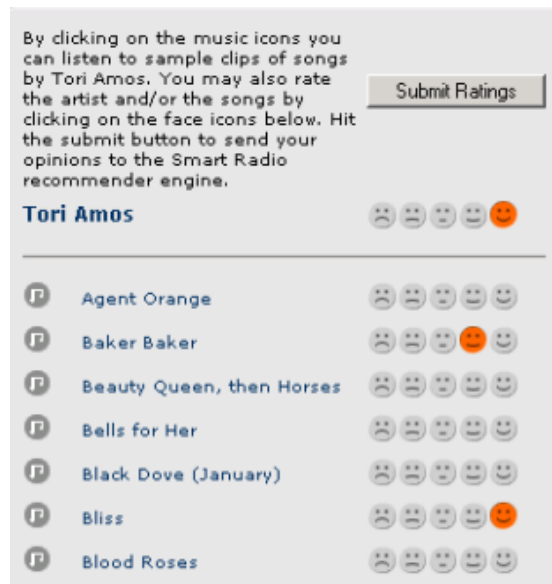 By clicking on the music icons you
can listen to sample clips of songs
by Tori Amos. You may also rate
the artist and/or the songs by
clicking on the face icons below. Hit
the submit button to send your
opinions to the Smart Radio
recommender engine.
Submit Ratings
Tori Amos
Agent Orange
Baker Baker
Beauty Queen, then Horses
Bells for Her
Black Dove (January)
Bliss
Blood Roses